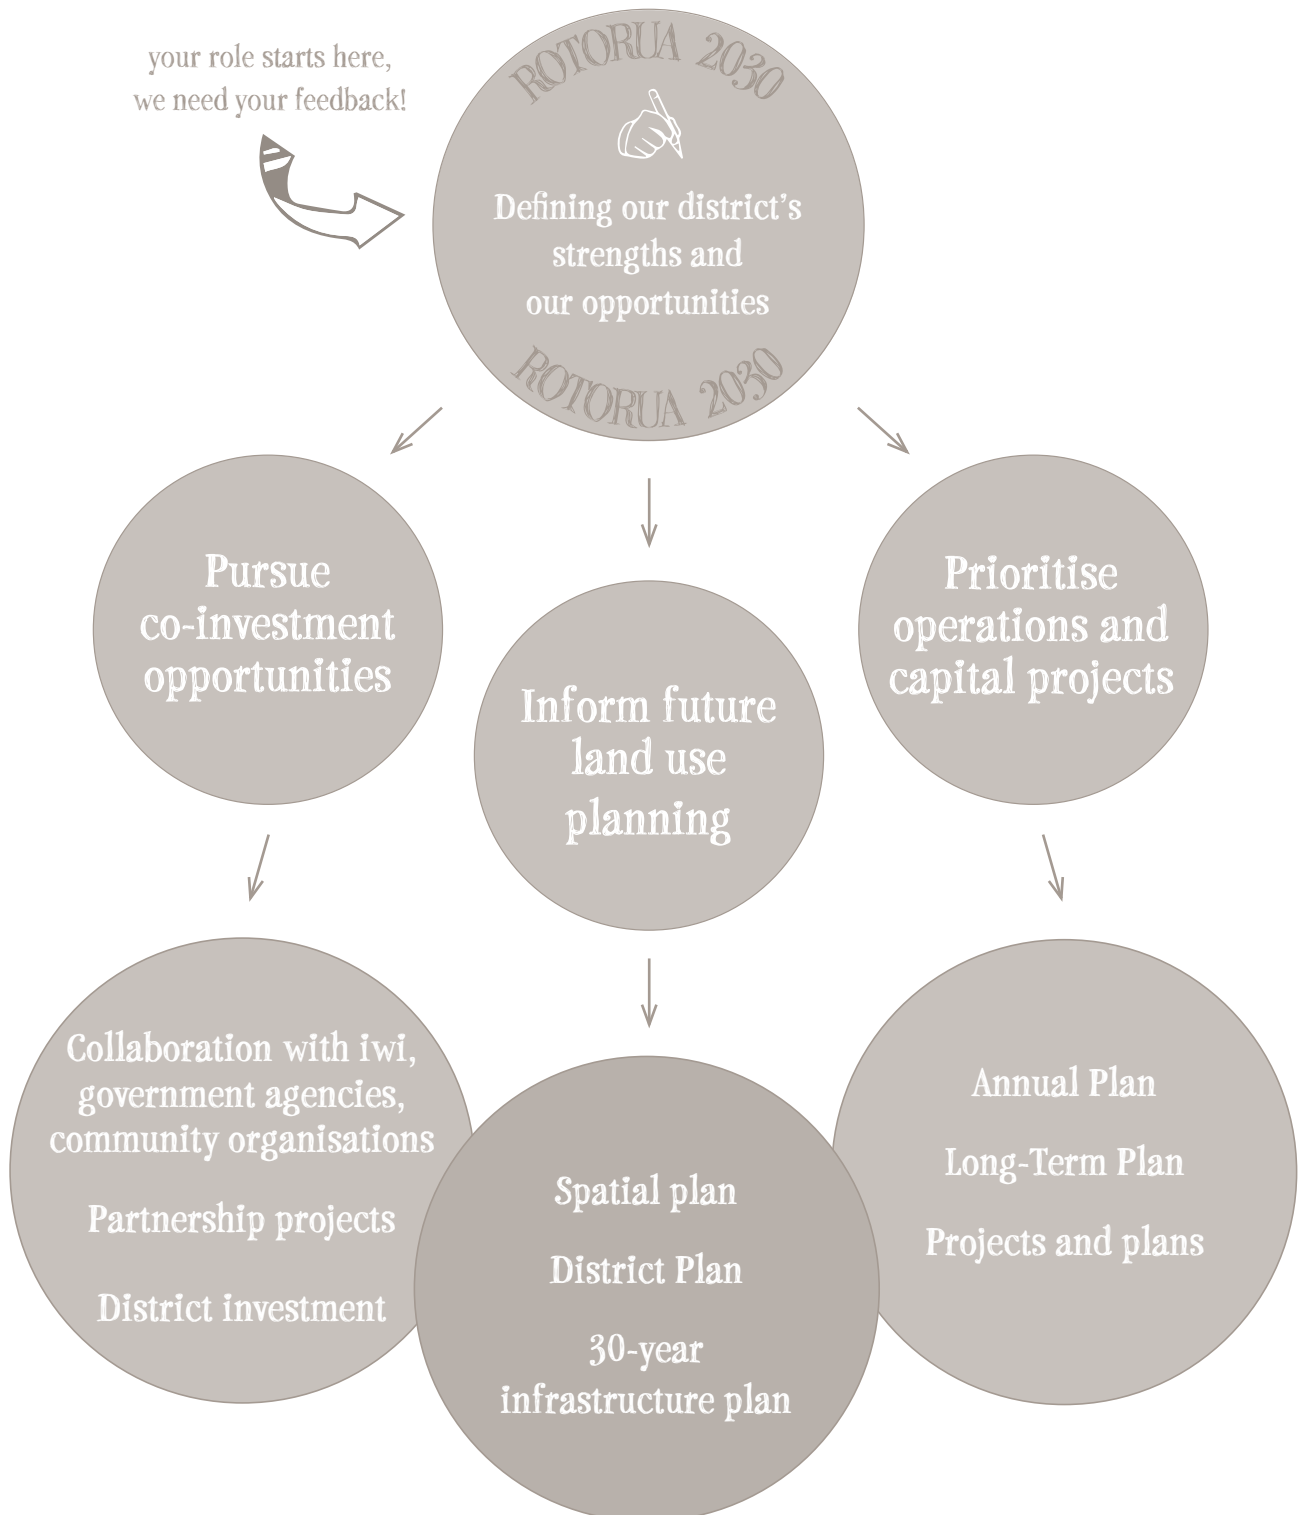 your role starts here,
we need your feedback!
ROTORUA 2030
Defining our district's
strengths and
our opportunities
ROTORUA 2030
Pursue
co-investment
opportunities
Inform future
land use
planning
Prioritise
operations and
capital projects
Collaboration with iwi,
government agencies,
community organisations
Partnership projects
District investment
Spatial plan
District Plan
30-year
infrastructure plan
Annual Plan
Long-Term Plan
Projects and plans